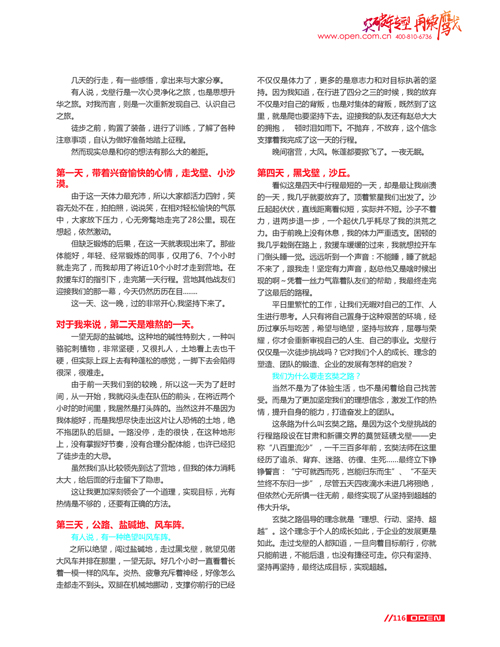 突破转型 再续鹰发
www.open.com.cn 400-810-6736
几天的行走，有一些感悟，拿出来与大家分享。
有人说，戈壁行是一次心灵净化之旅，也是思想升
华之旅。对我而言，则是一次重新发现自己、认识自己
之旅。
徒步之前，购置了装备，进行了训练，了解了各种
注意事项，自认为做好准备地踏上征程。
然而现实总是和你的想法有那么大的差距。
第一天，带着兴奋愉快的心情，走戈壁、小沙
漠。
由于这一天体力最充沛，所以大家都活力四射，笑
容无处不在，拍拍照，说说笑，在相对轻松愉快的气氛
中，大家放下压力，心无旁骛地走完了28公里。现在
想起，依然激动。
但缺乏锻炼的后果，在这一天就表现出来了。那些
体能好，年轻、经常锻炼的同事，仅用了6、7个小时
就走完了，而我却用了将近10个小时才走到营地。在
救援车灯的指引下，走完第一天行程。营地其他战友们
迎接我们的那一幕，今天仍然历历在目……
这一天、这一晚，过的非常开心,我坚持下来了。
对于我来说，第二天是难熬的一天。
一望无际的盐碱地。这种地的碱性特别大，一种叫
骆驼刺植物，非常坚硬，又很扎人，土地看上去也干
硬，但实际上踩上去有种蓬松的感觉，一脚下去会陷得
很深，很难走。
由于前一天我们到的较晚，所以这一天为了赶时
间，从一开始，我就闷头走在队伍的前头，在将近两个
小时的时间里，我居然是打头阵的。当然这并不是因为
我体能好，而是我想尽快走出这片让人恐怖的土地，绝
不拖团队的后腿。一路没停，走的很快，在这种地形
上，没有掌握好节奏，没有合理分配体能，也许已经犯
了徒步走的大忌。
虽然我们队比较领先到达了营地，但我的体力消耗
太大，给后面的行走留下了隐患。
这让我更加深刻领会了一个道理，实现目标，光有
热情是不够的，还要有正确的方法。
第三天，公路、盐碱地、风车阵。
有人说，有一种绝望叫风车阵。
之所以绝望，闯过盐碱地，走过黑戈壁，就望见偌
大风车并排在那里，一望无际。好几个小时一直看着长
着一模一样的风车。炎热、疲惫充斥着神经，好像怎么
走都走不到头。双腿在机械地挪动，支撑你前行的已经
不仅仅是体力了，更多的是意志力和对目标执著的坚
持。因为我知道，在行进了四分之三的时候，我的放弃
不仅是对自己的背叛，也是对集体的背叛，既然到了这
里，就是爬也要坚持下去。迎接我的队友还有赵总大大
的拥抱， 顿时泪如雨下。不抛弃，不放弃，这个信念
支撑着我完成了这一天的行程。
晚间宿营，大风。帐蓬都要掀飞了。一夜无眠。
第四天，黑戈壁，沙丘。
看似这是四天中行程最短的一天，却是最让我崩溃
的一天，我几乎就要放弃了。顶着繁星我们出发了。沙
丘起起伏伏，直线距离看似短，实际并不短。沙子不着
力，进两步退一步，一个起伏几乎耗尽了我的洪荒之
力。由于前晚上没有休息，我的体力严重透支。困顿的
我几乎栽倒在路上，救援车缓缓的过来，我就想拉开车
门倒头睡一觉。远远听到一个声音：不能睡，睡了就起
不来了，跟我走！坚定有力声音，赵总他又是啥时候出
现的啊～凭着一丝力气靠着队友们的帮助，我最终走完
了这最后的路程。
平日里繁忙的工作，让我们无暇对自己的工作、人
生进行思考。人只有将自己置身于这种艰苦的环境，经
历过享乐与吃苦，希望与绝望，坚持与放弃，屈辱与荣
耀，你才会重新审视自己的人生、自己的事业。戈壁行
仅仅是一次徒步挑战吗？它对我们个人的成长、理念的
塑造、团队的锻造、企业的发展有怎样的启发？
我们为什么要走玄奘之路？
当然不是为了体验生活，也不是闲着给自己找苦
受。而是为了更加坚定我们的理想信念，激发工作的热
情，提升自身的能力，打造奋发上的团队。
这条路为什么叫玄奘之路。是因为这个戈壁挑战的
行程路段设在甘肃和新疆交界的莫贺延碛戈壁——史
称“八百里流沙”，一千三百多年前，玄奘法师在这里
经历了追杀、背弃、迷路、彷徨、生死……最终立下铮
铮誓言：“宁可就西而死，岂能归东而生”、“不至天
竺终不东归一步”，尽管五天四夜滴水未进几将殒绝，
但依然心无所惧一往无前，最终实现了从坚持到超越的
伟大升华。
玄奘之路倡导的理念就是“理想、行动、坚持、超
越”。这个理念于个人的成长如此，于企业的发展更是
如此。走过戈壁的人都知道，一旦向着目标前行，你就
只能前进，不能后退，也没有捷径可走。你只有坚持、
坚持再坚持，最终达成目标，实现超越。
//116 OPEN